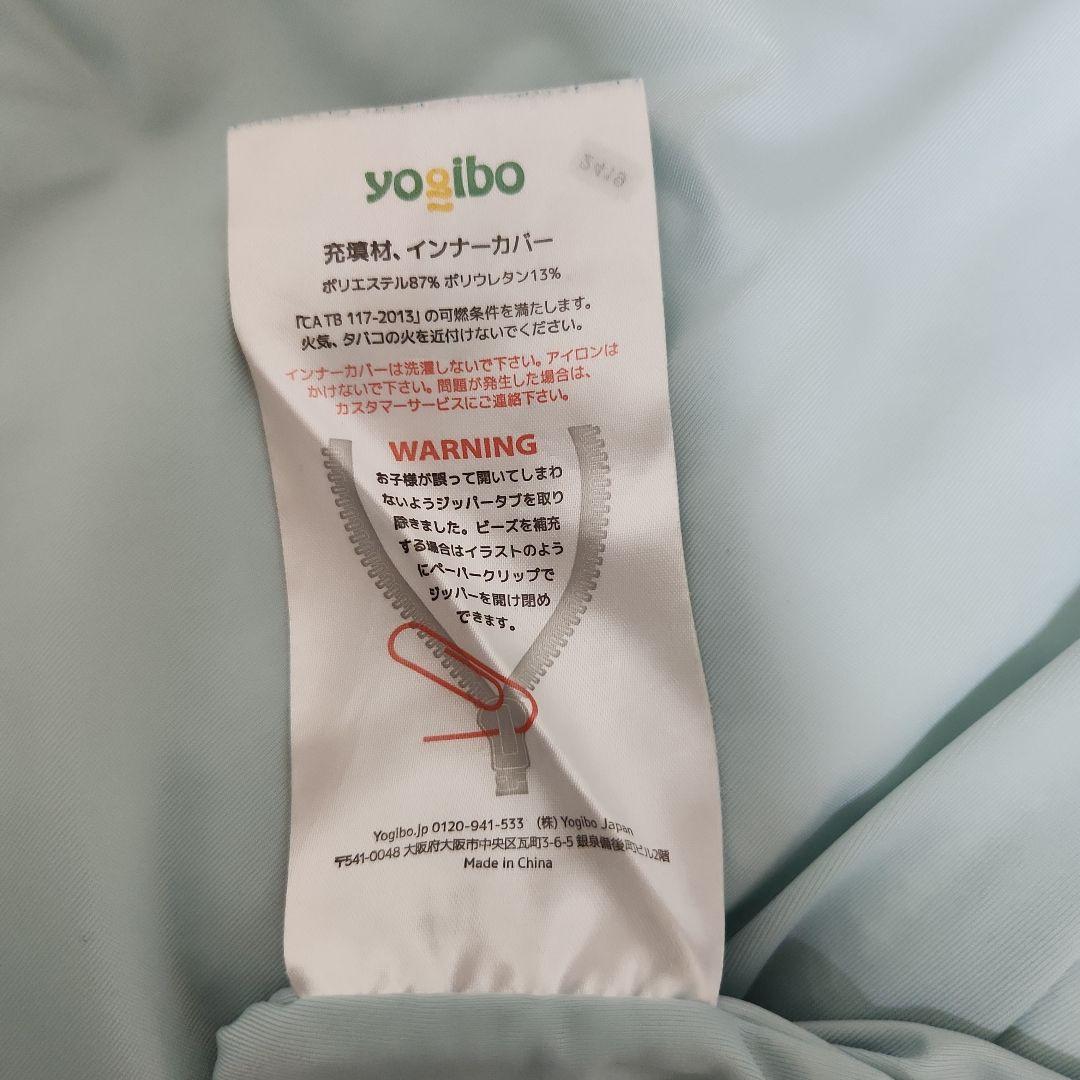 yogibo
充填材、インナーカバー
ポリエステル87% ポリウレタン13%
「CA TB 117-2013」の可燃条件を満たします。
火気、タバコの火を近付けないでください。
インナーカバーは洗濯しないで下さい。アイロンは
かけないで下さい。問題が発生した場合は、
カスタマーサービスにご連絡下さい。
WARNING
お子様が誤って開いてしまわ
ないようジッパータブを取り
除きました。ビーズを補充
する場合はイラストのよう
にペーパークリップで
ジッパーを開け閉め
できます。
Yogibo.jp 0120-941-533 (株) Yogibo Japan
〒541-0048 大阪府大阪市中央区瓦町3-6-5 銀泉備後町ビル2階
Made in China